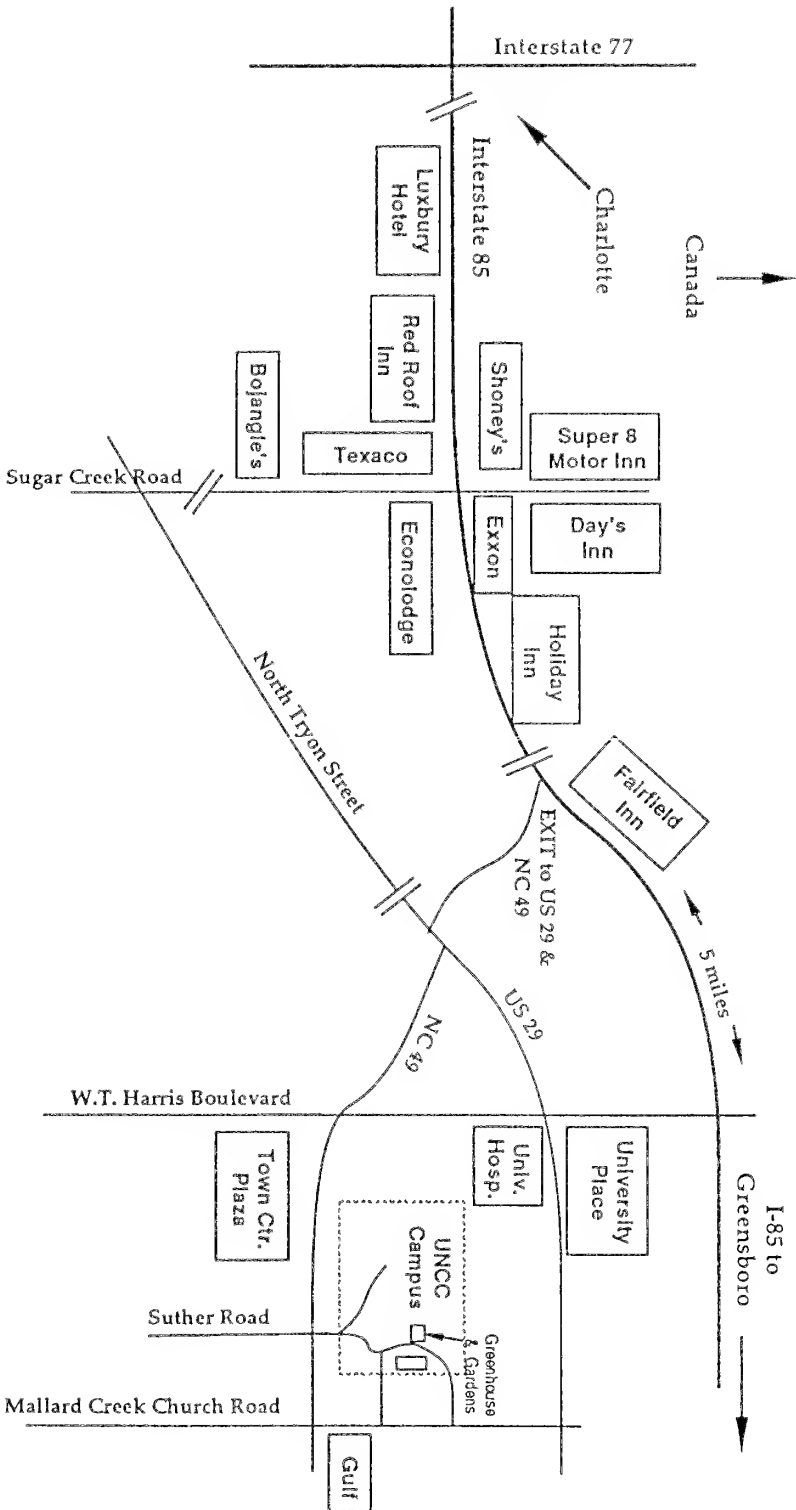 Interstate 77
Interstate 85
Charlotte
Canada
Luxbury
Hotel
Red Roof
Inn
Bojangle's
Texaco
Shoney's
Super 8
Motor Inn
Sugar Creek Road
Econolodge
Exxon
Day's
Inn
Holiday
Inn
North Tryon Street
Fairfield
Inn
EXIT to US 29 &
NC 49
5 miles
US 29
NC 49
W.T. Harris Boulevard
Town Ctr.
Plaza
Univ.
Hosp.
University
Place
I-85 to
Greensboro
UNCC
Campus
Greenhouse
& Gardens
Suther Road
Mallard Creek Church Road
Gulf